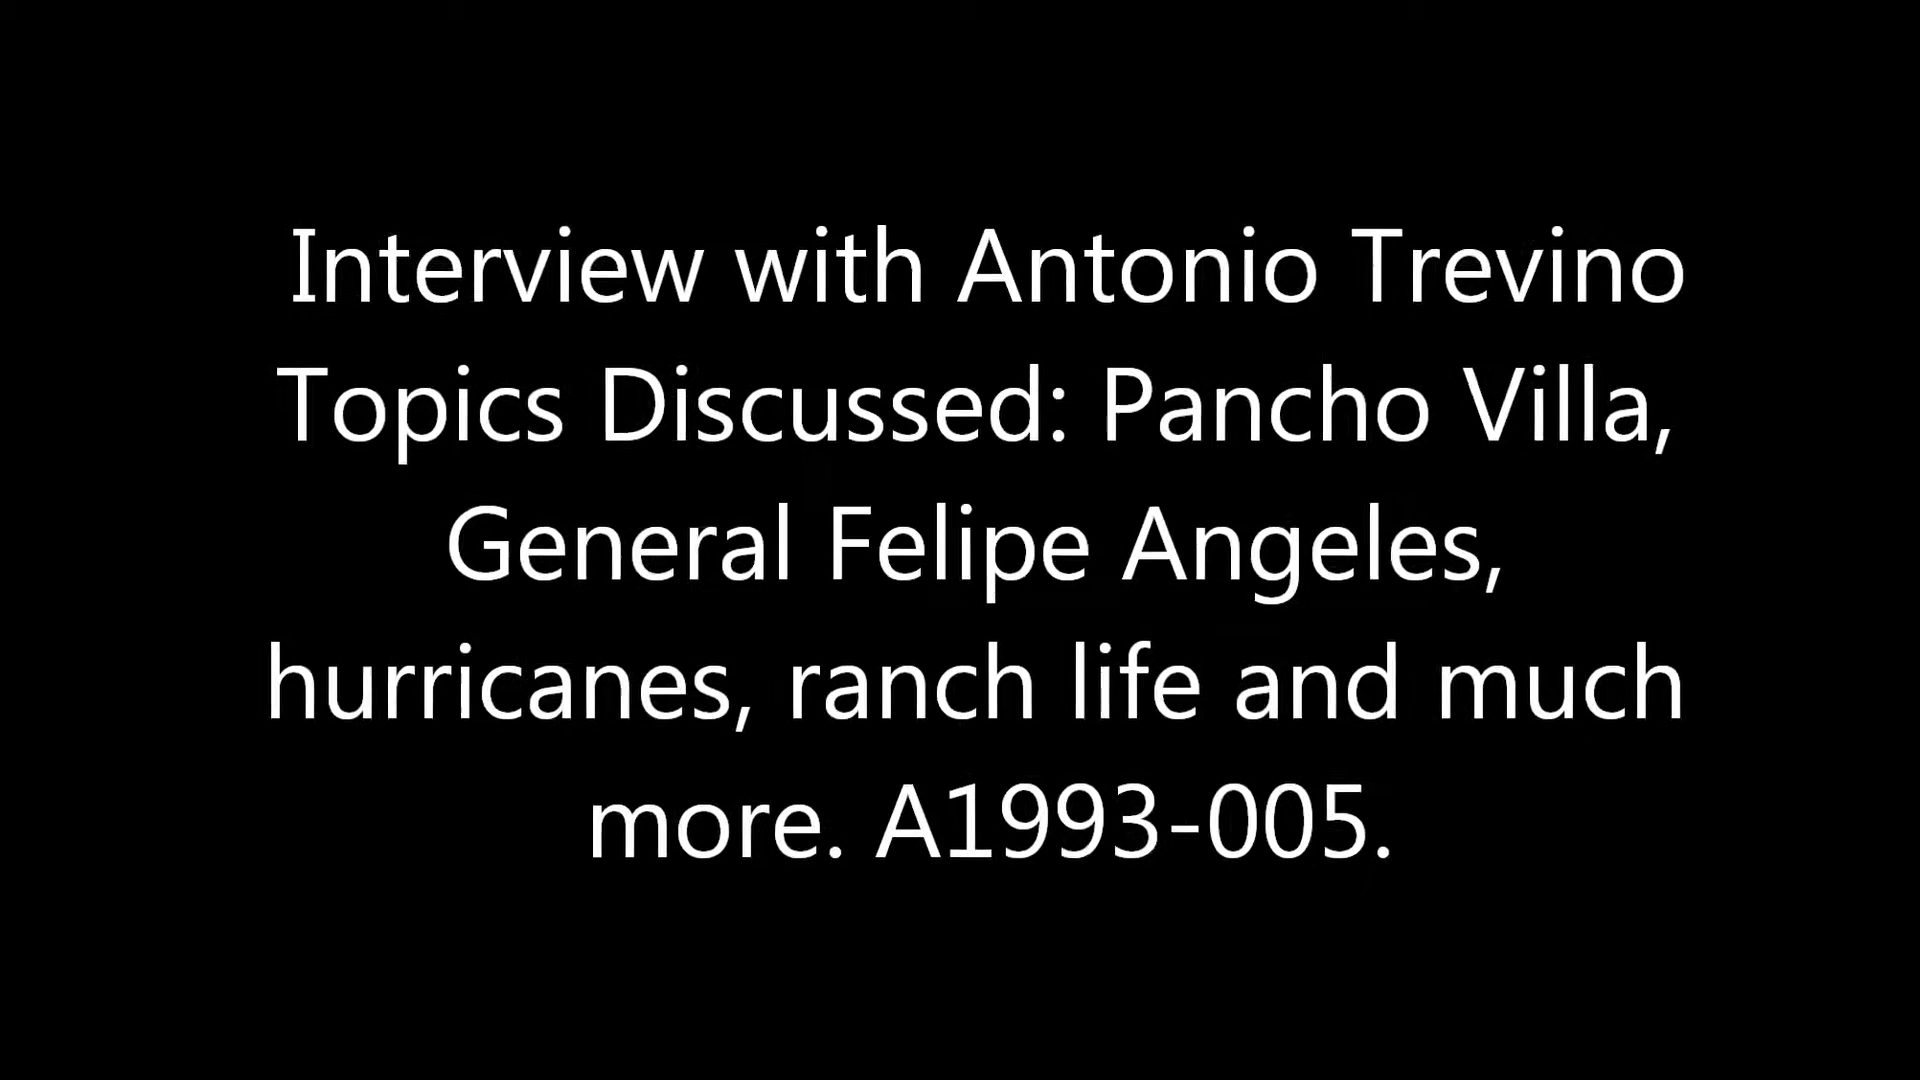 Interview with Antonio Trevino
Topics Discussed: Pancho Villa,
General Felipe Angeles,
hurricanes, ranch life and much
more. A1993-005.